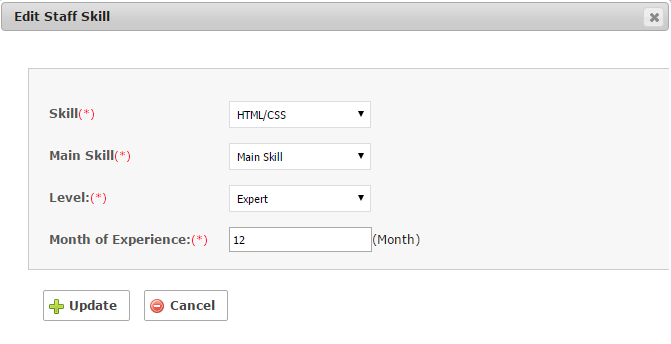 Edit Staff Skill
Skill(*) HTML/CSS
Main Skill(*) Main Skill
Level:(*) Expert
Month of Experience:(*) 12 (Month)
Update Cancel